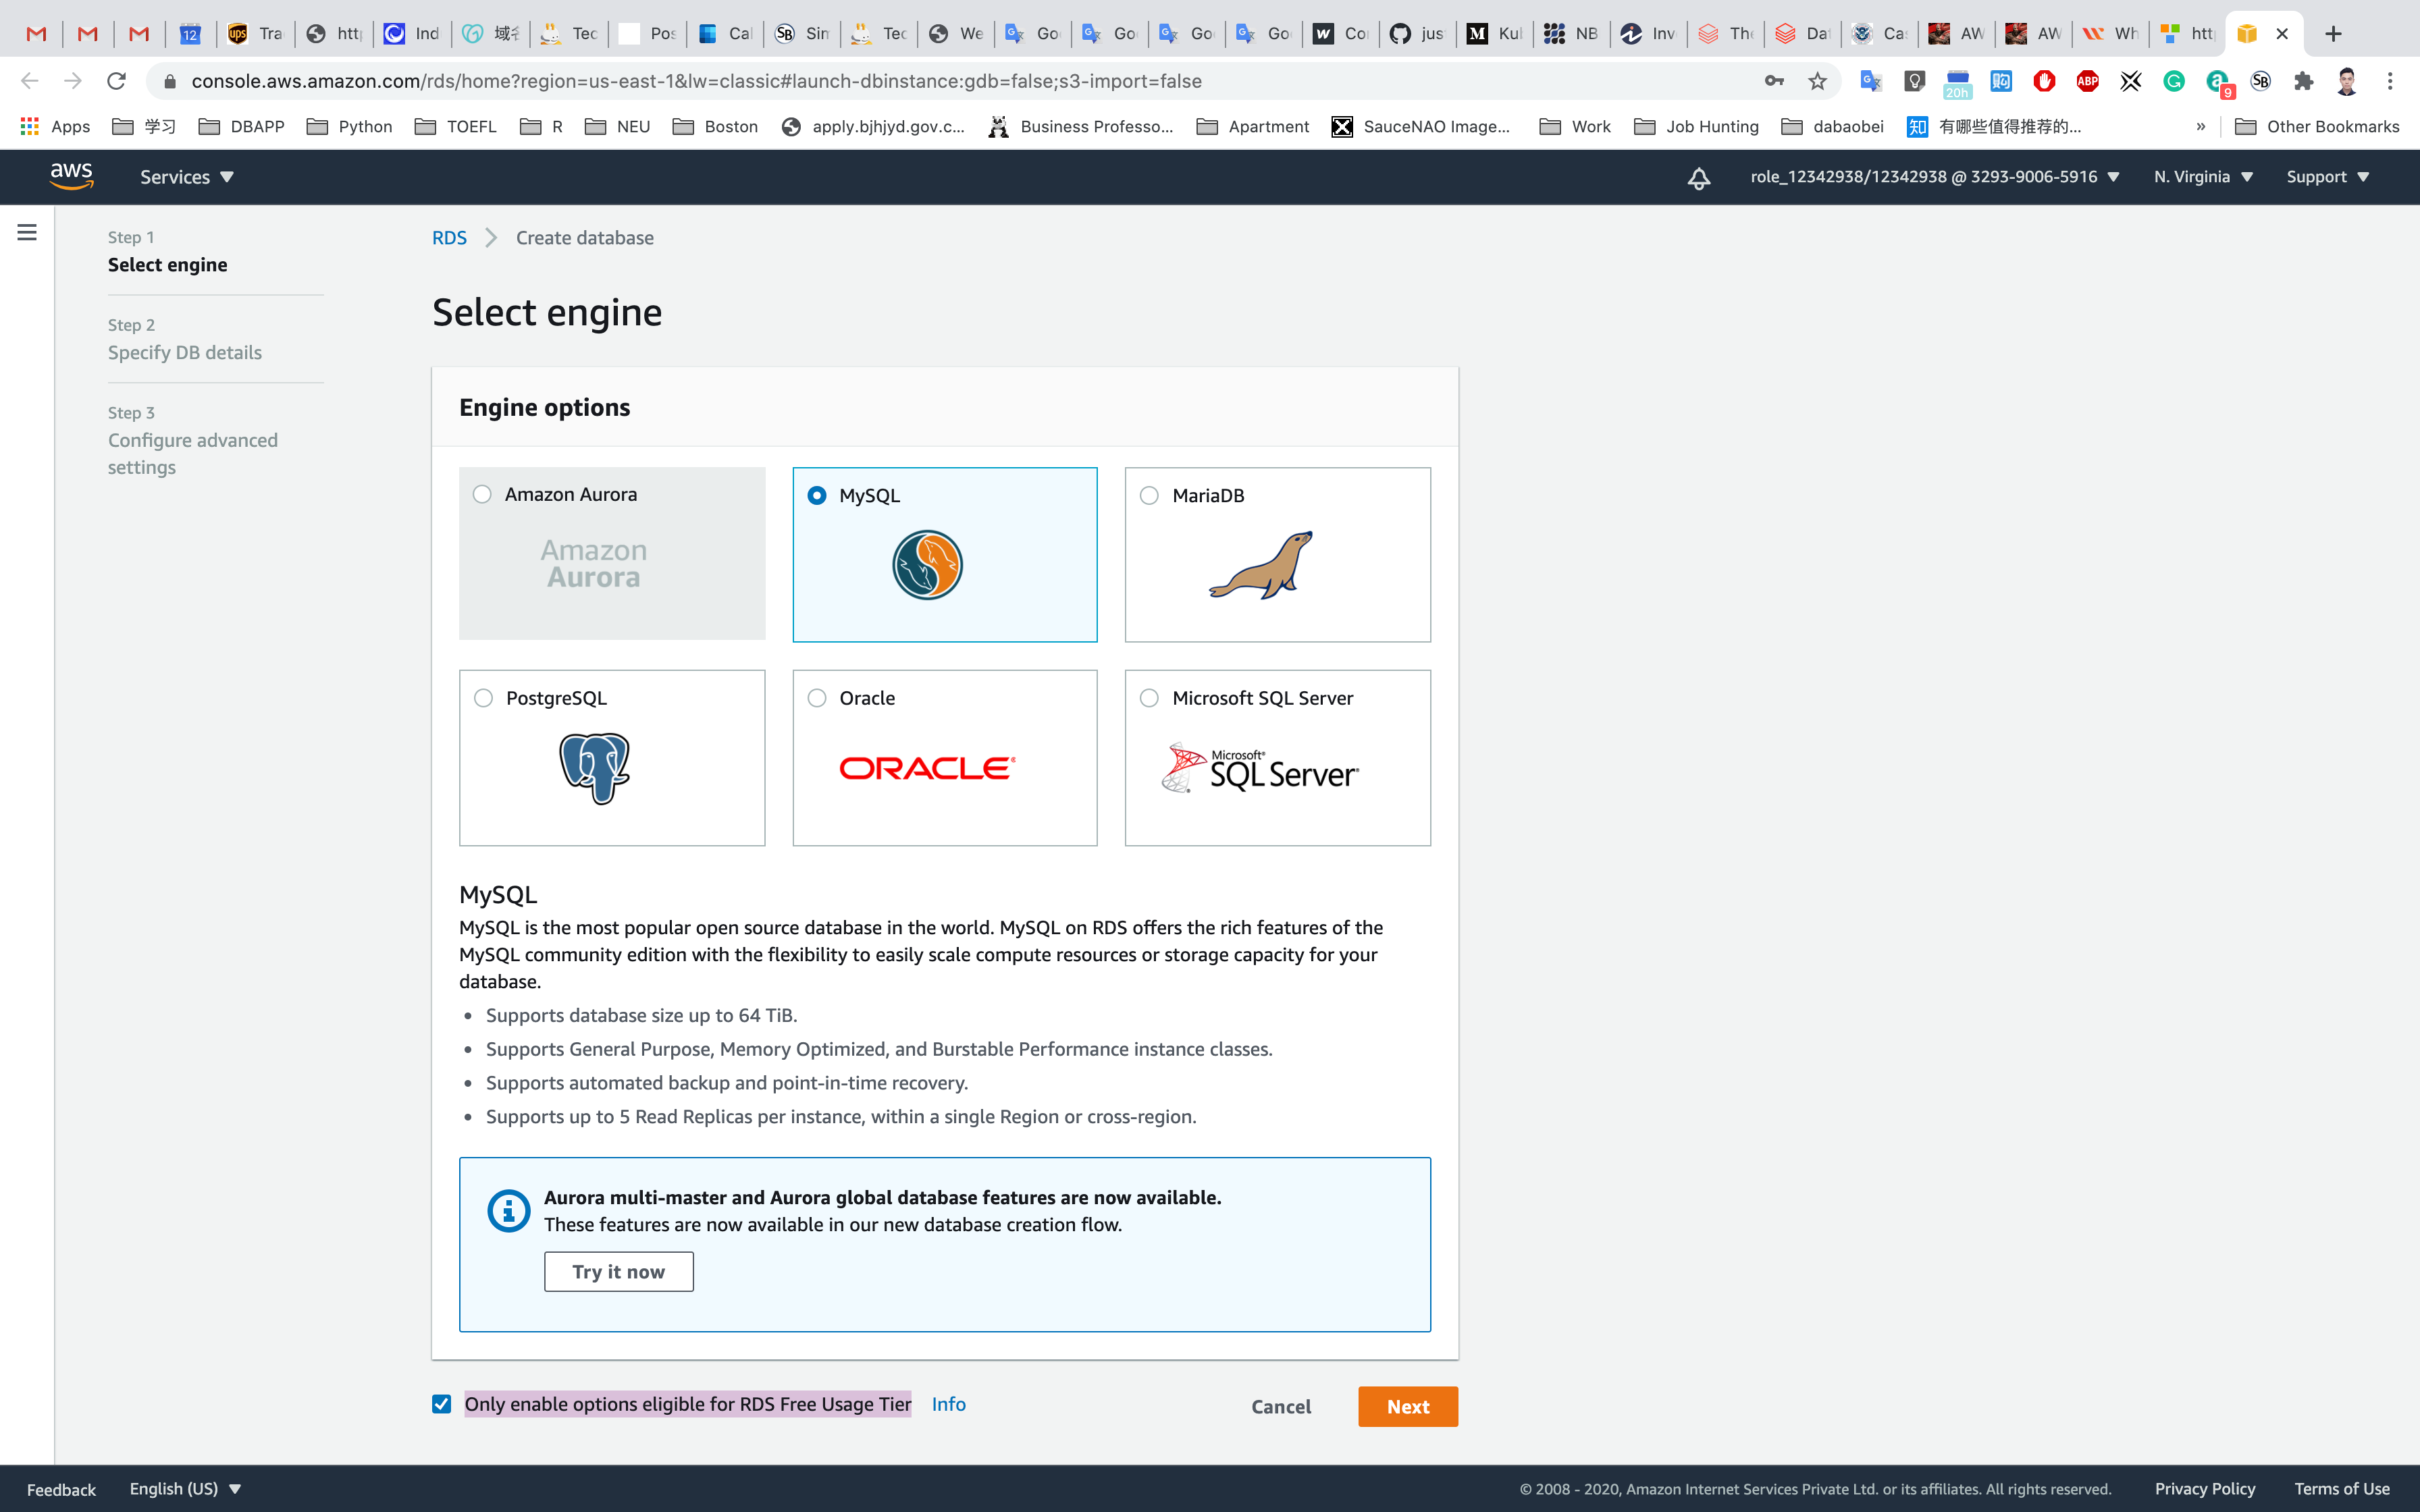 12
Tra
htt
Ind
域名
Tec
Pos
Cal
SB
Sim
Tec
We
Go
Go
Go
Go
Co
jus
Kul
NB
Inv
The
Dat
Ca
AW
AW
Wh
htt
console.aws.amazon.com/rds/home?region=us-east-1&lw=classic#launch-dbinstance:gdb=false;s3-import=false
20h
ABP
9
SB
Apps
学习
DBAPP
Python
TOEFL
R
NEU
Boston
apply.bjhjyd.gov.c...
Business Professo...
Apartment
SauceNAO Image...
Work
Job Hunting
dabaobei
知 有哪些值得推荐的...
»
Other Bookmarks
aws
Services
role_12342938/12342938 @ 3293-9006-5916
N. Virginia
Support
Step 1
Select engine
Step 2
Specify DB details
Step 3
Configure advanced
settings
RDS > Create database
Select engine
Engine options
Amazon Aurora
Amazon
Aurora
MySQL
MariaDB
PostgreSQL
Oracle
ORACLE
Microsoft SQL Server
Microsoft®
SQL Server®
MySQL
MySQL is the most popular open source database in the world. MySQL on RDS offers the rich features of the
MySQL community edition with the flexibility to easily scale compute resources or storage capacity for your
database.
• Supports database size up to 64 TiB.
• Supports General Purpose, Memory Optimized, and Burstable Performance instance classes.
• Supports automated backup and point-in-time recovery.
• Supports up to 5 Read Replicas per instance, within a single Region or cross-region.
Aurora multi-master and Aurora global database features are now available.
These features are now available in our new database creation flow.
Try it now
Only enable options eligible for RDS Free Usage Tier Info
Cancel
Next
Feedback
English (US)
© 2008 - 2020, Amazon Internet Services Private Ltd. or its affiliates. All rights reserved.
Privacy Policy
Terms of Use